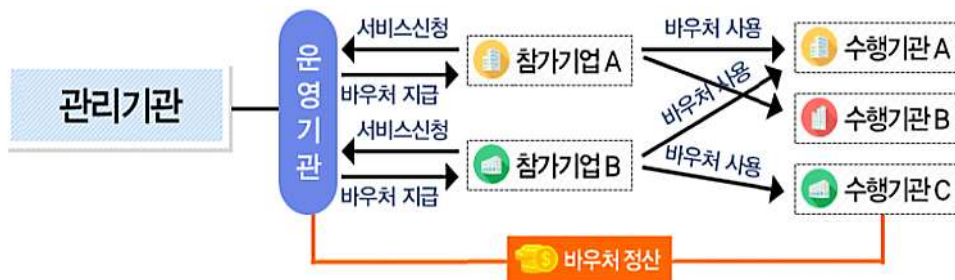 관리기관
운영기관
서비스신청
바우처 지급
서비스신청
바우처 지급
참가기업 A
참가기업 B
바우처 사용
바우처 사용
바우처 사용
수행기관 A
수행기관 B
수행기관 C
바우처 정산